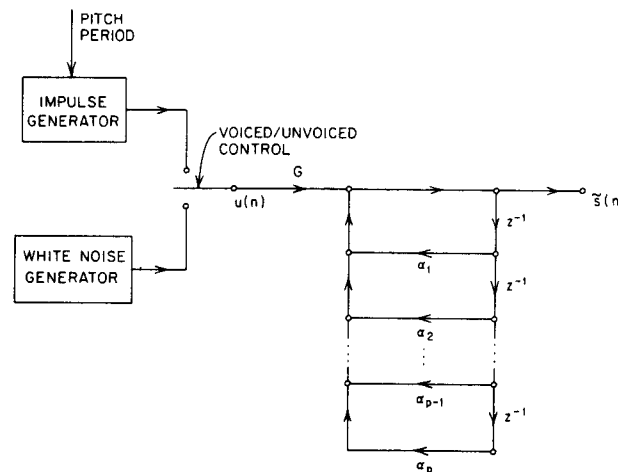 PITCH
PERIOD
IMPULSE
GENERATOR
VOICED/UNVOICED
CONTROL
G
u(n)
s̃(n
z⁻¹
α₁
z⁻¹
α₂
αₚ₋₁
z⁻¹
αₚ
WHITE NOISE
GENERATOR